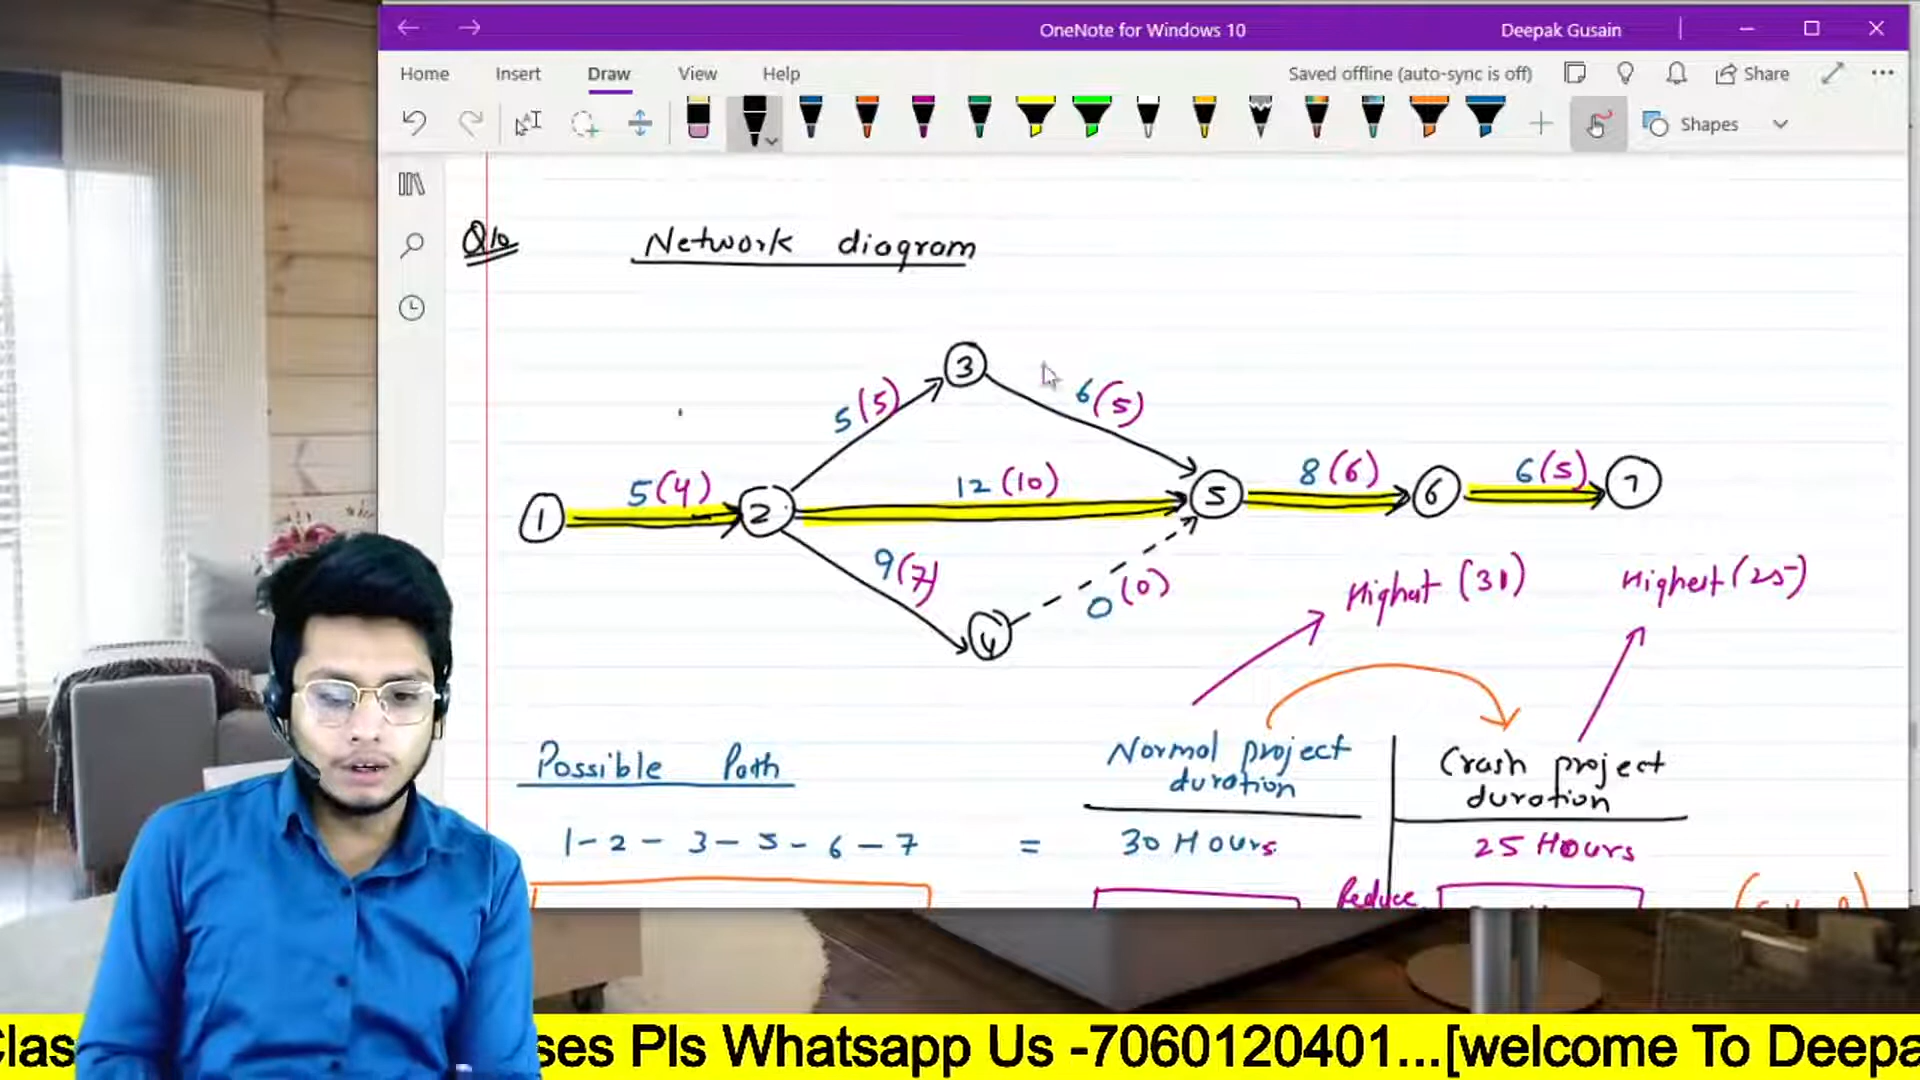 OneNote for Windows 10
Deepak Gusain
Home Insert Draw View Help
Saved offline (auto-sync is off)
Share
Shapes
Q10
Network diagram
3
5(5)
6(5)
5(4)
12(10)
8(6)
6(5)
1
2
5
6
7
9(7)
0(0)
4
Highest (31)
Highest (25)
Possible Path
Normal project duration
Crash project duration
1-2-3-5-6-7 = 30 Hours
25 Hours
Reduce
ses Pls Whatsapp Us -7060120401...[welcome To Deepa